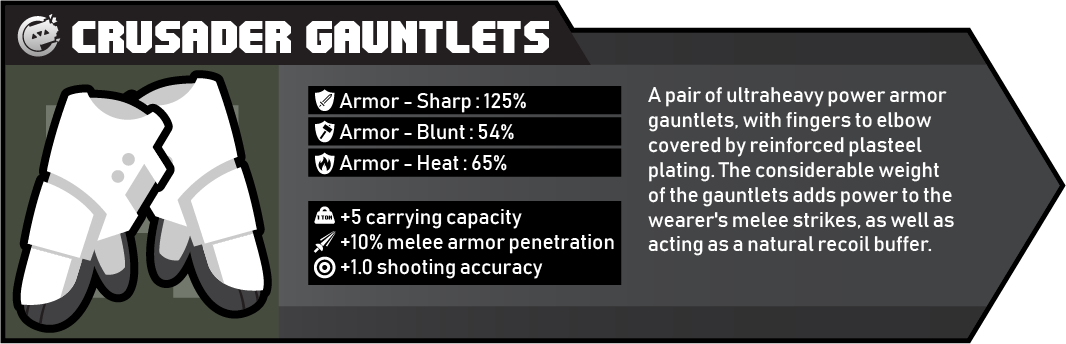 CRUSADER GAUNTLETS
Armor - Sharp : 125%
Armor - Blunt : 54%
Armor - Heat : 65%
1 TON
+5 carrying capacity
+10% melee armor penetration
+1.0 shooting accuracy
A pair of ultraheavy power armor
gauntlets, with fingers to elbow
covered by reinforced plasteel
plating. The considerable weight
of the gauntlets adds power to the
wearer's melee strikes, as well as
acting as a natural recoil buffer.